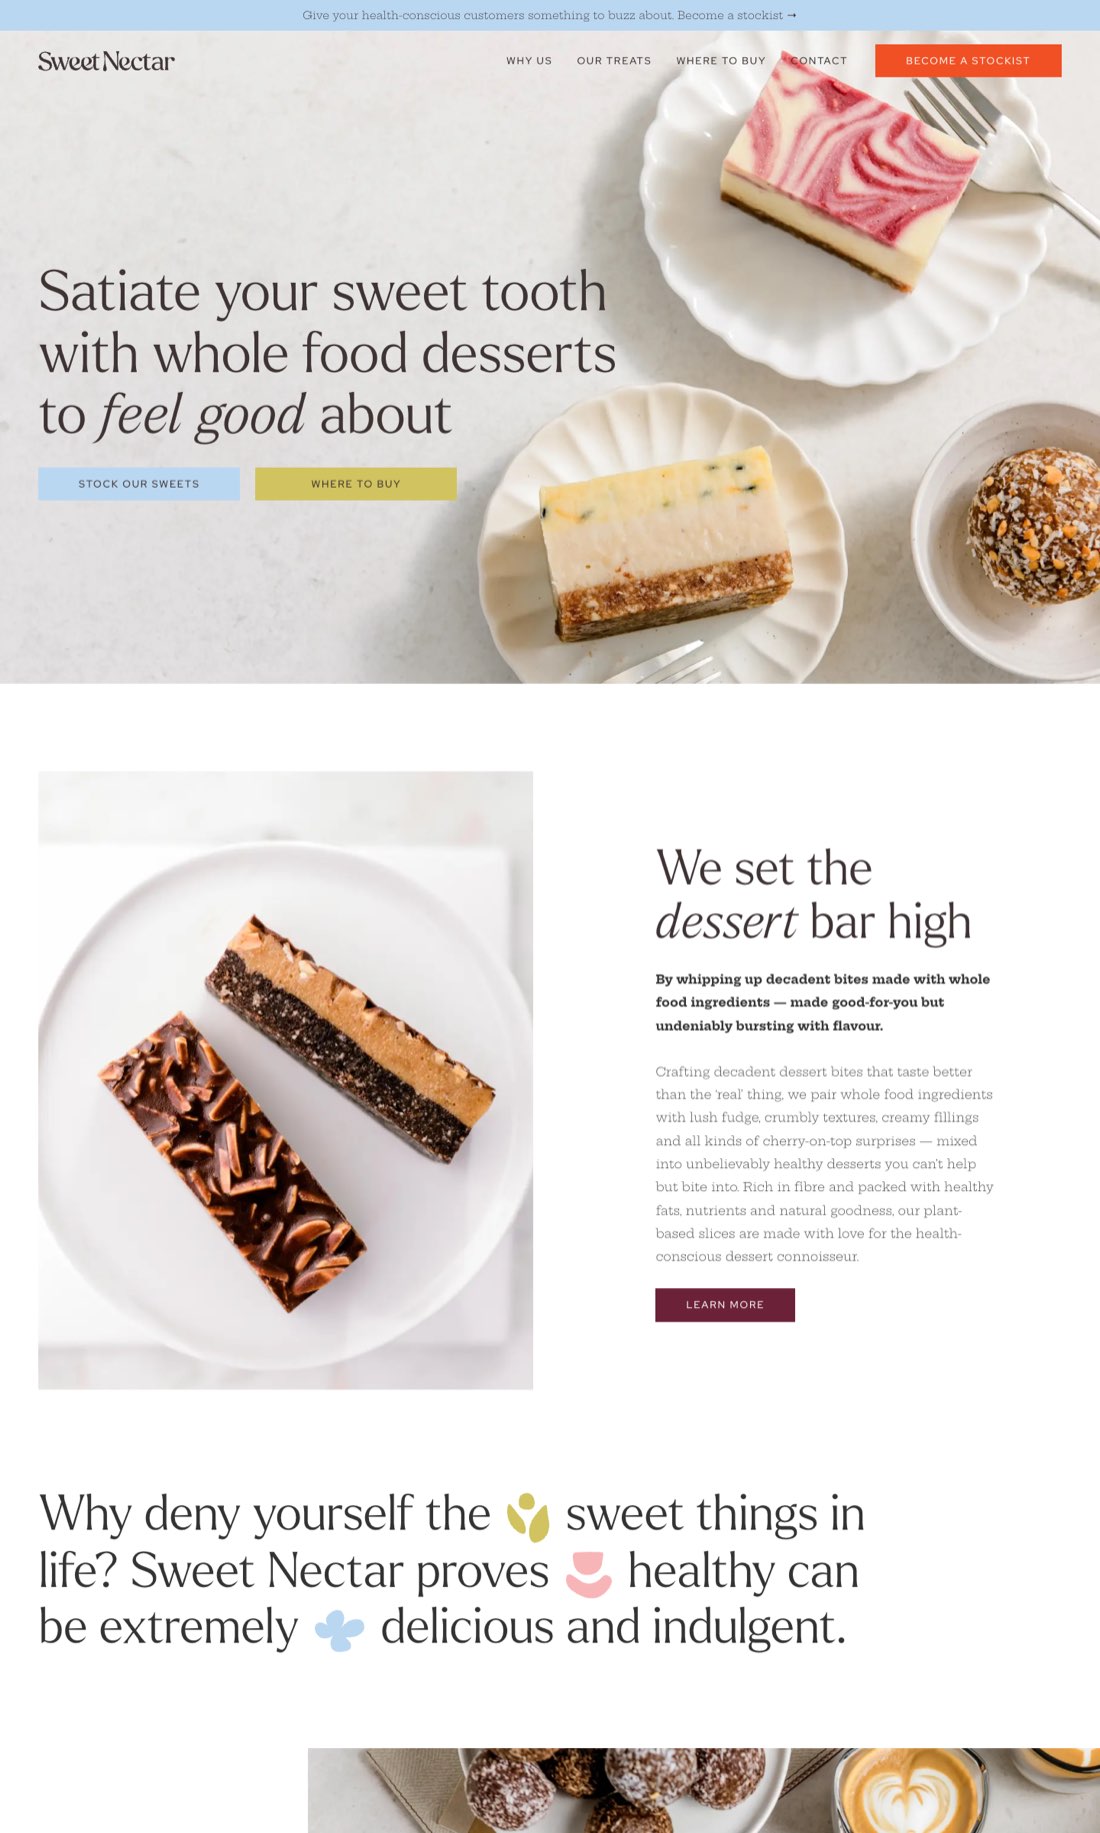 Give your health-conscious customers something to buzz about. Become a stockist →
Sweet Nectar
WHY US
OUR TREATS
WHERE TO BUY
CONTACT
BECOME A STOCKIST
Satiate your sweet tooth
with whole food desserts
to feel good about
STOCK OUR SWEETS
WHERE TO BUY
We set the
dessert bar high
By whipping up decadent bites made with whole
food ingredients — made good-for-you but
undeniably bursting with flavour.
Crafting decadent dessert bites that taste better
than the ‘real’ thing, we pair whole food ingredients
with lush fudge, crumbly textures, creamy fillings
and all kinds of cherry-on-top surprises — mixed
into unbelievably healthy desserts you can't help
but bite into. Rich in fibre and packed with healthy
fats, nutrients and natural goodness, our plant-
based slices are made with love for the health-
conscious dessert connoisseur.
LEARN MORE
Why deny yourself the sweet things in
life? Sweet Nectar proves healthy can
be extremely delicious and indulgent.